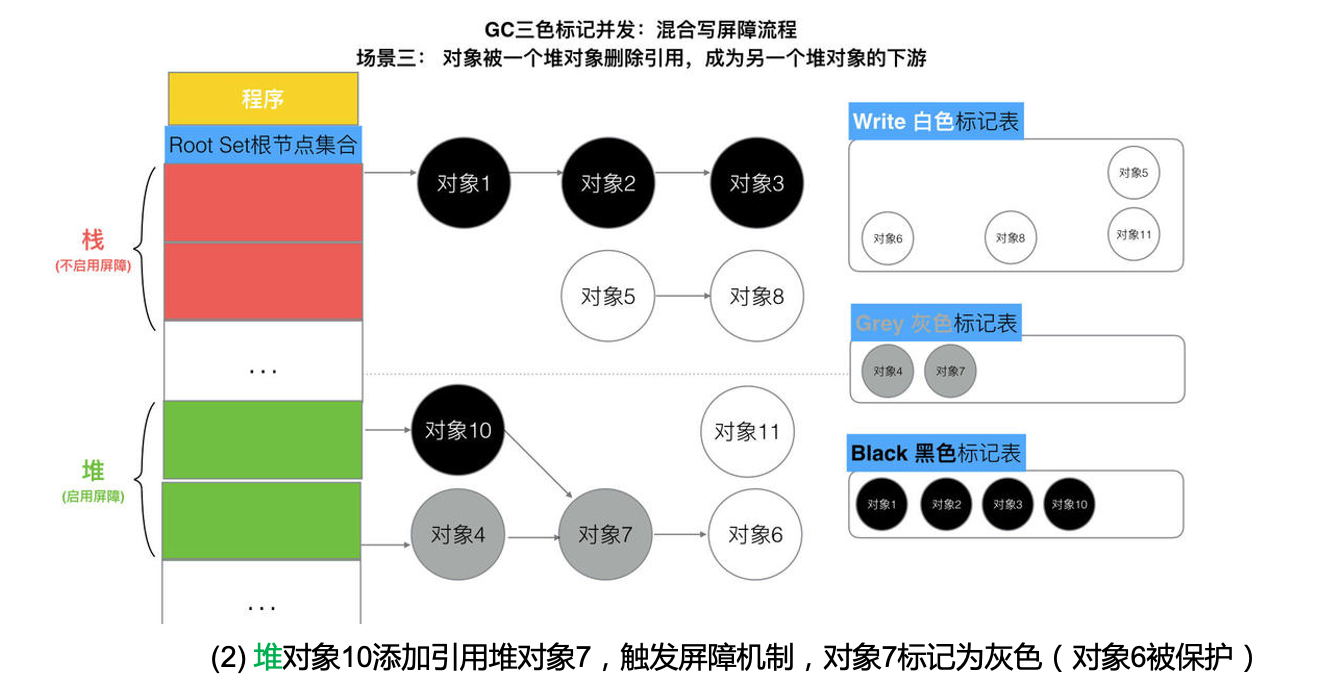 GC三色标记并发：混合写屏障流程
场景三： 对象被一个堆对象删除引用，成为另一个堆对象的下游
程序
Root Set根节点集合
栈
(不启用屏障)
...
堆
(启用屏障)
...
对象1
对象2
对象3
对象5
对象8
对象10
对象11
对象4
对象7
对象6
Write 白色标记表
对象5
对象6
对象8
对象11
Grey 灰色标记表
对象4
对象7
Black 黑色标记表
对象1
对象2
对象3
对象10
(2) 堆对象10添加引用堆对象7，触发屏障机制，对象7标记为灰色（对象6被保护）